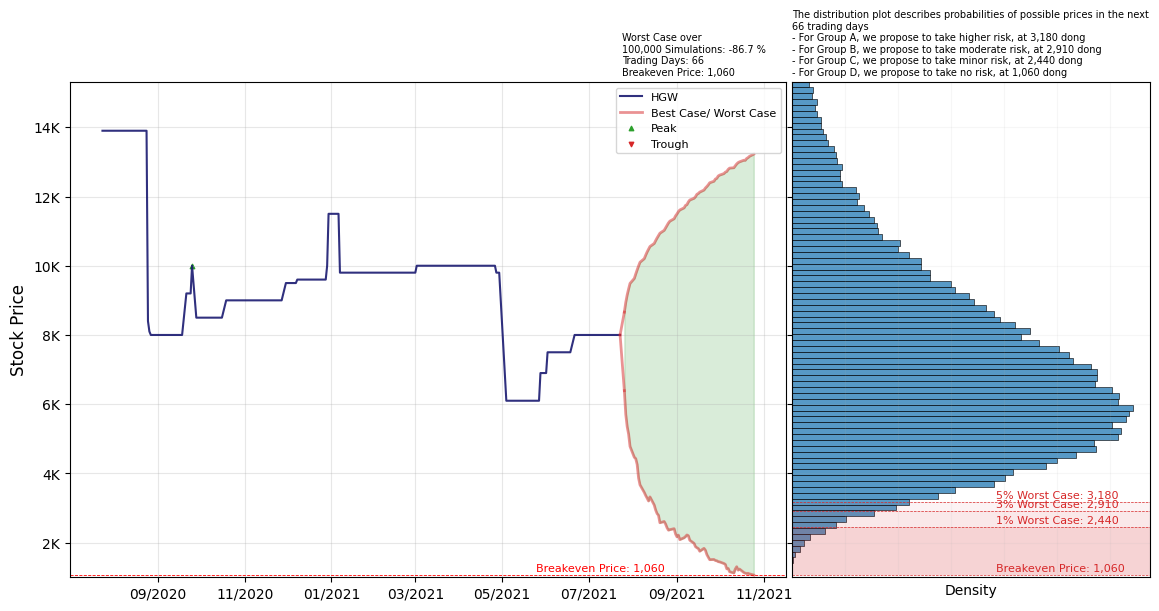 The distribution plot describes probabilities of possible prices in the next
66 trading days
- For Group A, we propose to take higher risk, at 3,180 dong
- For Group B, we propose to take moderate risk, at 2,910 dong
- For Group C, we propose to take minor risk, at 2,440 dong
- For Group D, we propose to take no risk, at 1,060 dong
Worst Case over
100,000 Simulations: -86.7 %
Trading Days: 66
Breakeven Price: 1,060
HGW
Best Case/ Worst Case
Peak
Trough
Stock Price
14K
12K
10K
8K
6K
4K
2K
Breakeven Price: 1,060
09/2020
11/2020
01/2021
03/2021
05/2021
07/2021
09/2021
11/2021
5% Worst Case: 3,180
3% Worst Case: 2,910
1% Worst Case: 2,440
Breakeven Price: 1,060
Density